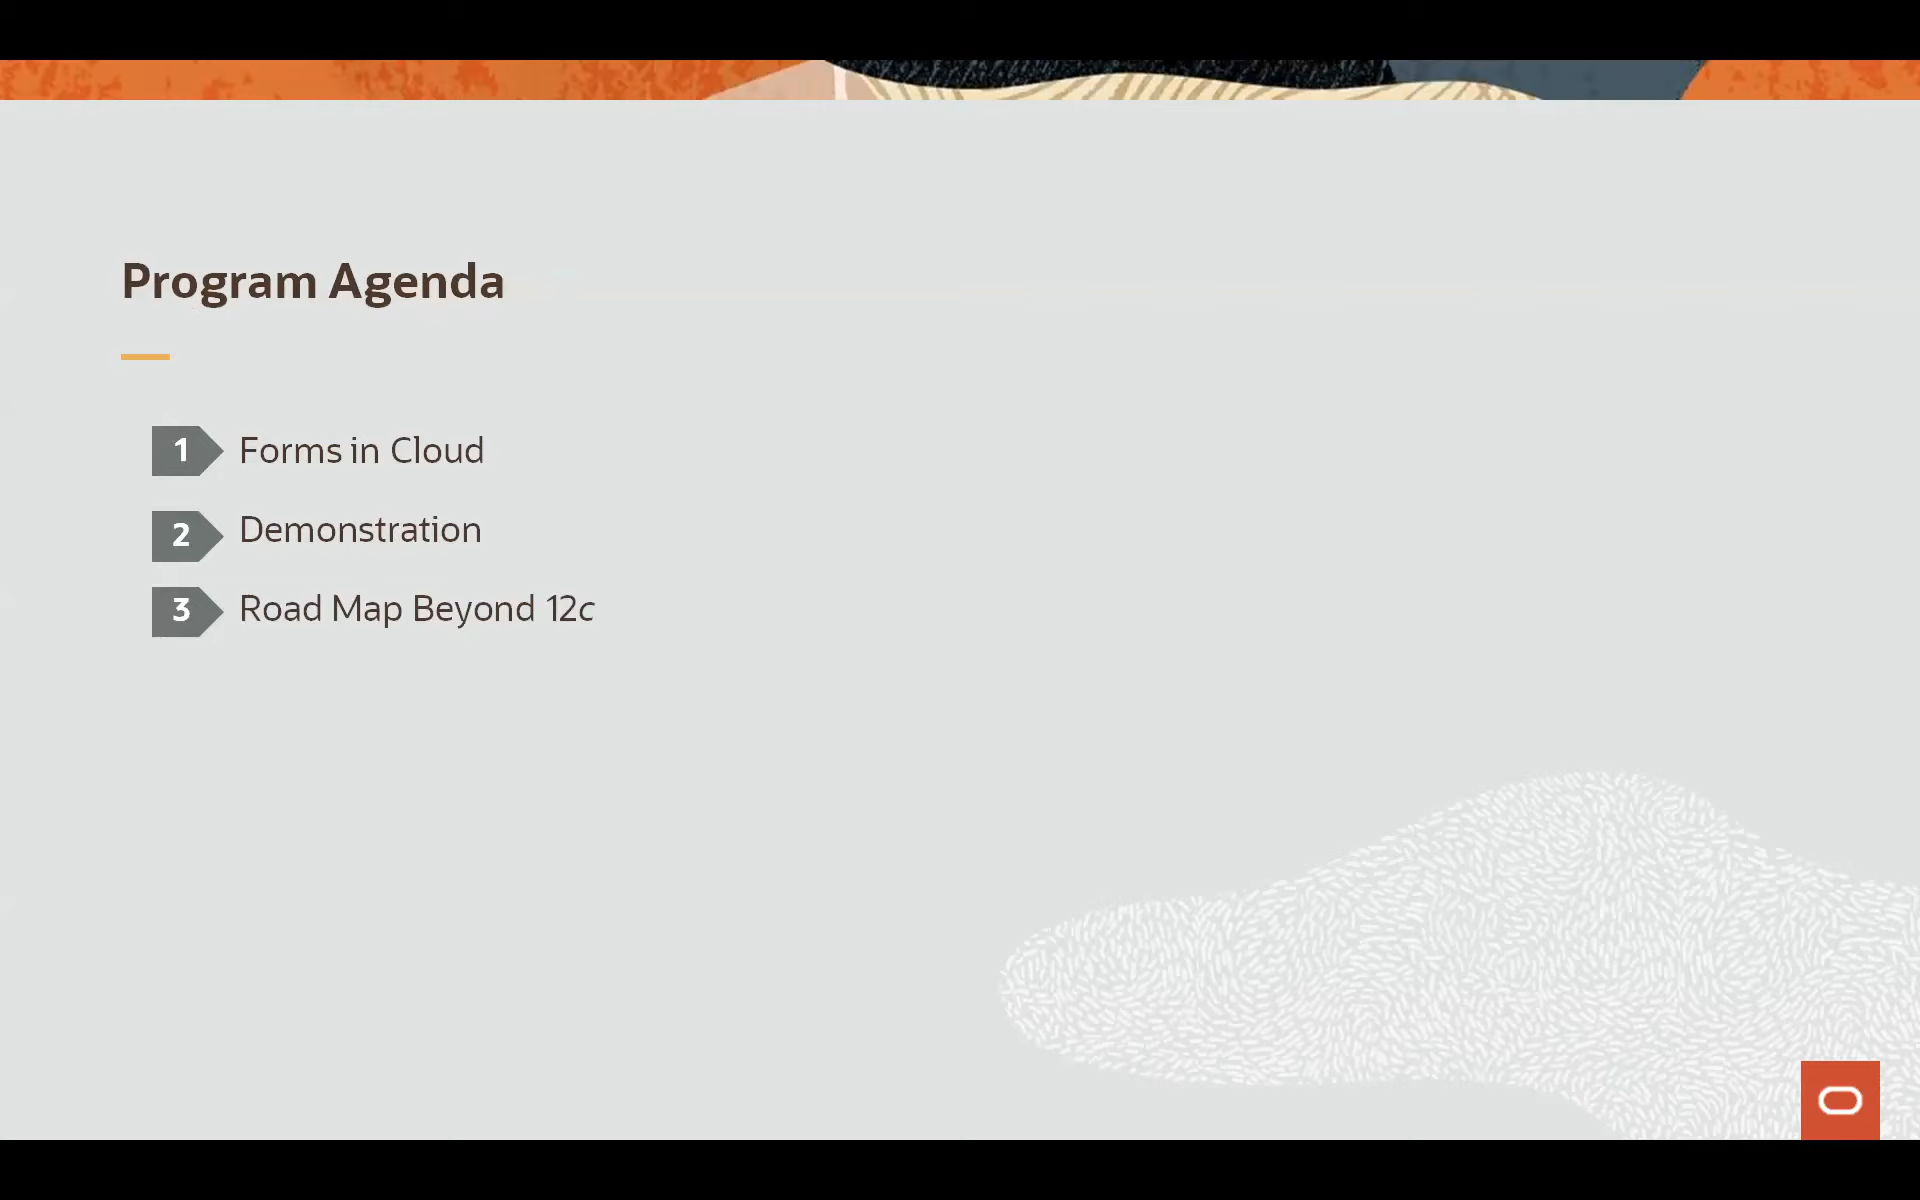 Program Agenda
1 Forms in Cloud
2 Demonstration
3 Road Map Beyond 12c